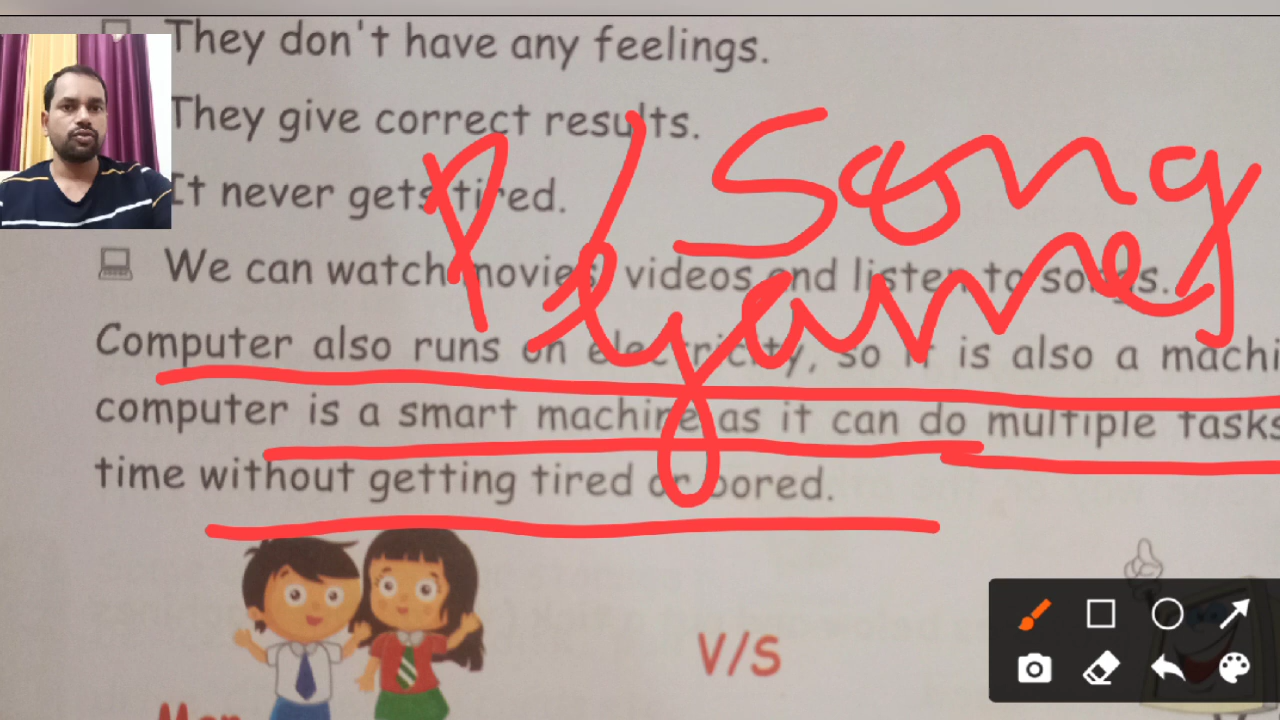 They don't have any feelings.
They give correct results.
It never gets tired.
We can watch movies, videos and listen to songs.
Computer also runs on electricity, so it is also a machi
computer is a smart machine as it can do multiple tasks
time without getting tired or bored.
Song
games
V/S
Man